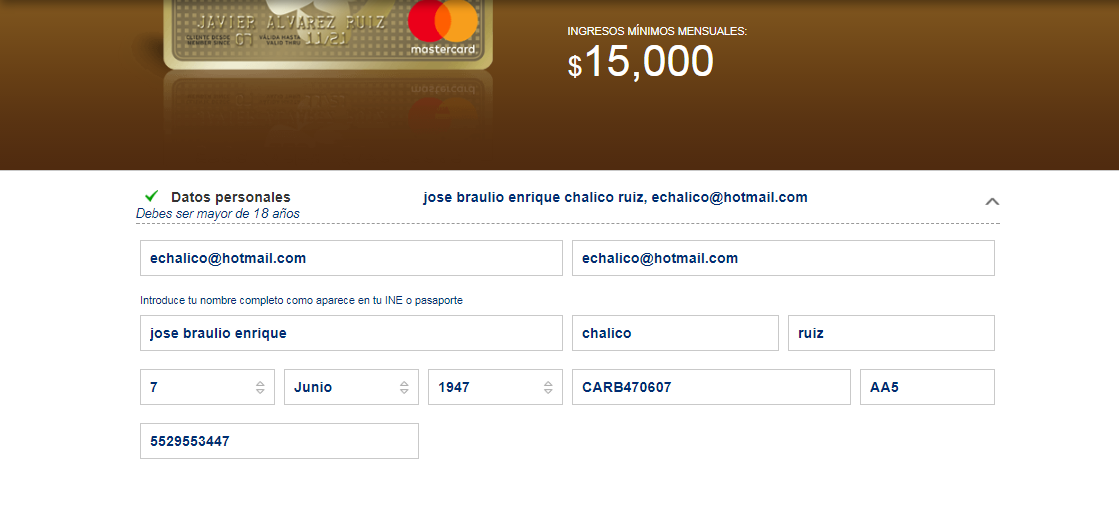 JAVIER ALVAREZ RUIZ
CLIENTE DESDE
MEMBER SINCE 07 VÁLIDA HASTA
VALID THRU 11/21
mastercard
INGRESOS MÍNIMOS MENSUALES:
$15,000
Datos personales jose braulio enrique chalico ruiz, echalico@hotmail.com
Debes ser mayor de 18 años
echalico@hotmail.com echalico@hotmail.com
Introduce tu nombre completo como aparece en tu INE o pasaporte
jose braulio enrique chalico ruiz
7 Junio 1947 CARB470607 AA5
5529553447